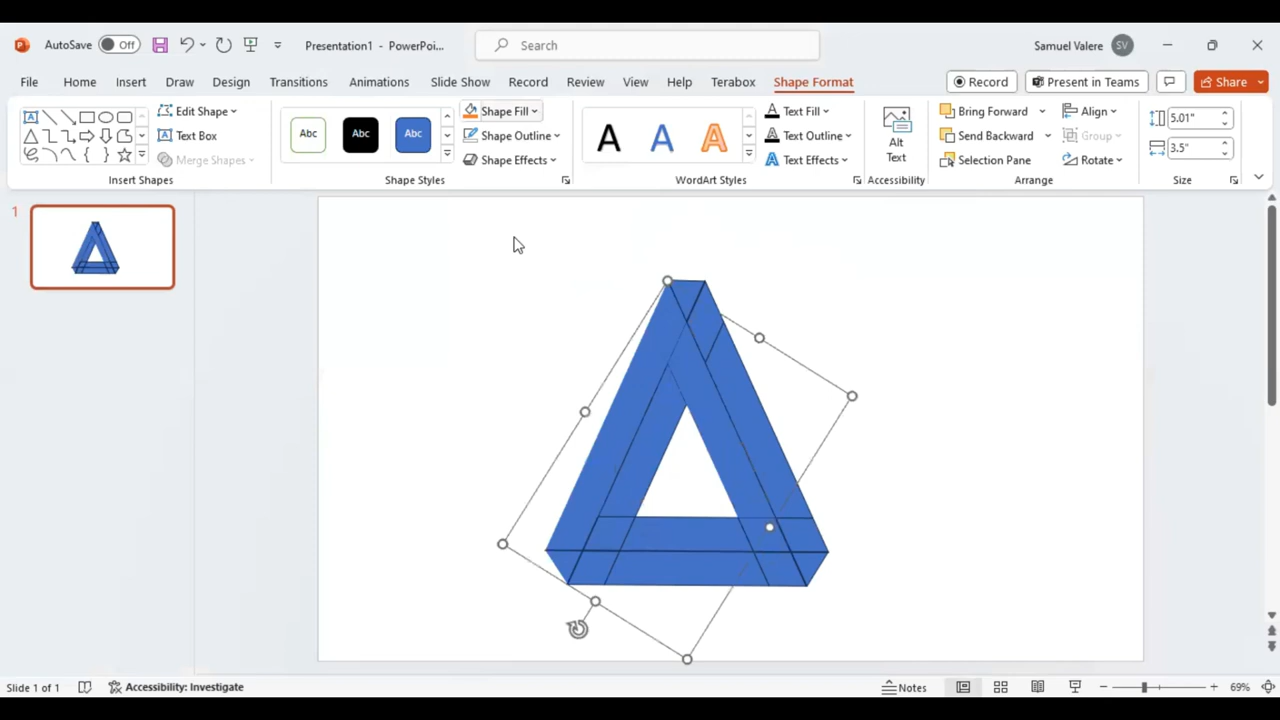 AutoSave Off Presentation1 - PowerPoi... Search Samuel Valere SV
File Home Insert Draw Design Transitions Animations Slide Show Record Review View Help Terabox Shape Format Record Present in Teams Share
Edit Shape Abc Abc Abc Shape Fill A A A Text Fill Alt Text Bring Forward Align 5.01"
Text Box Shape Outline Text Outline Send Backward Group 3.5"
Merge Shapes Shape Effects Text Effects Selection Pane Rotate
Insert Shapes Shape Styles WordArt Styles Accessibility Arrange Size
1
Slide 1 of 1 Accessibility: Investigate Notes 69%